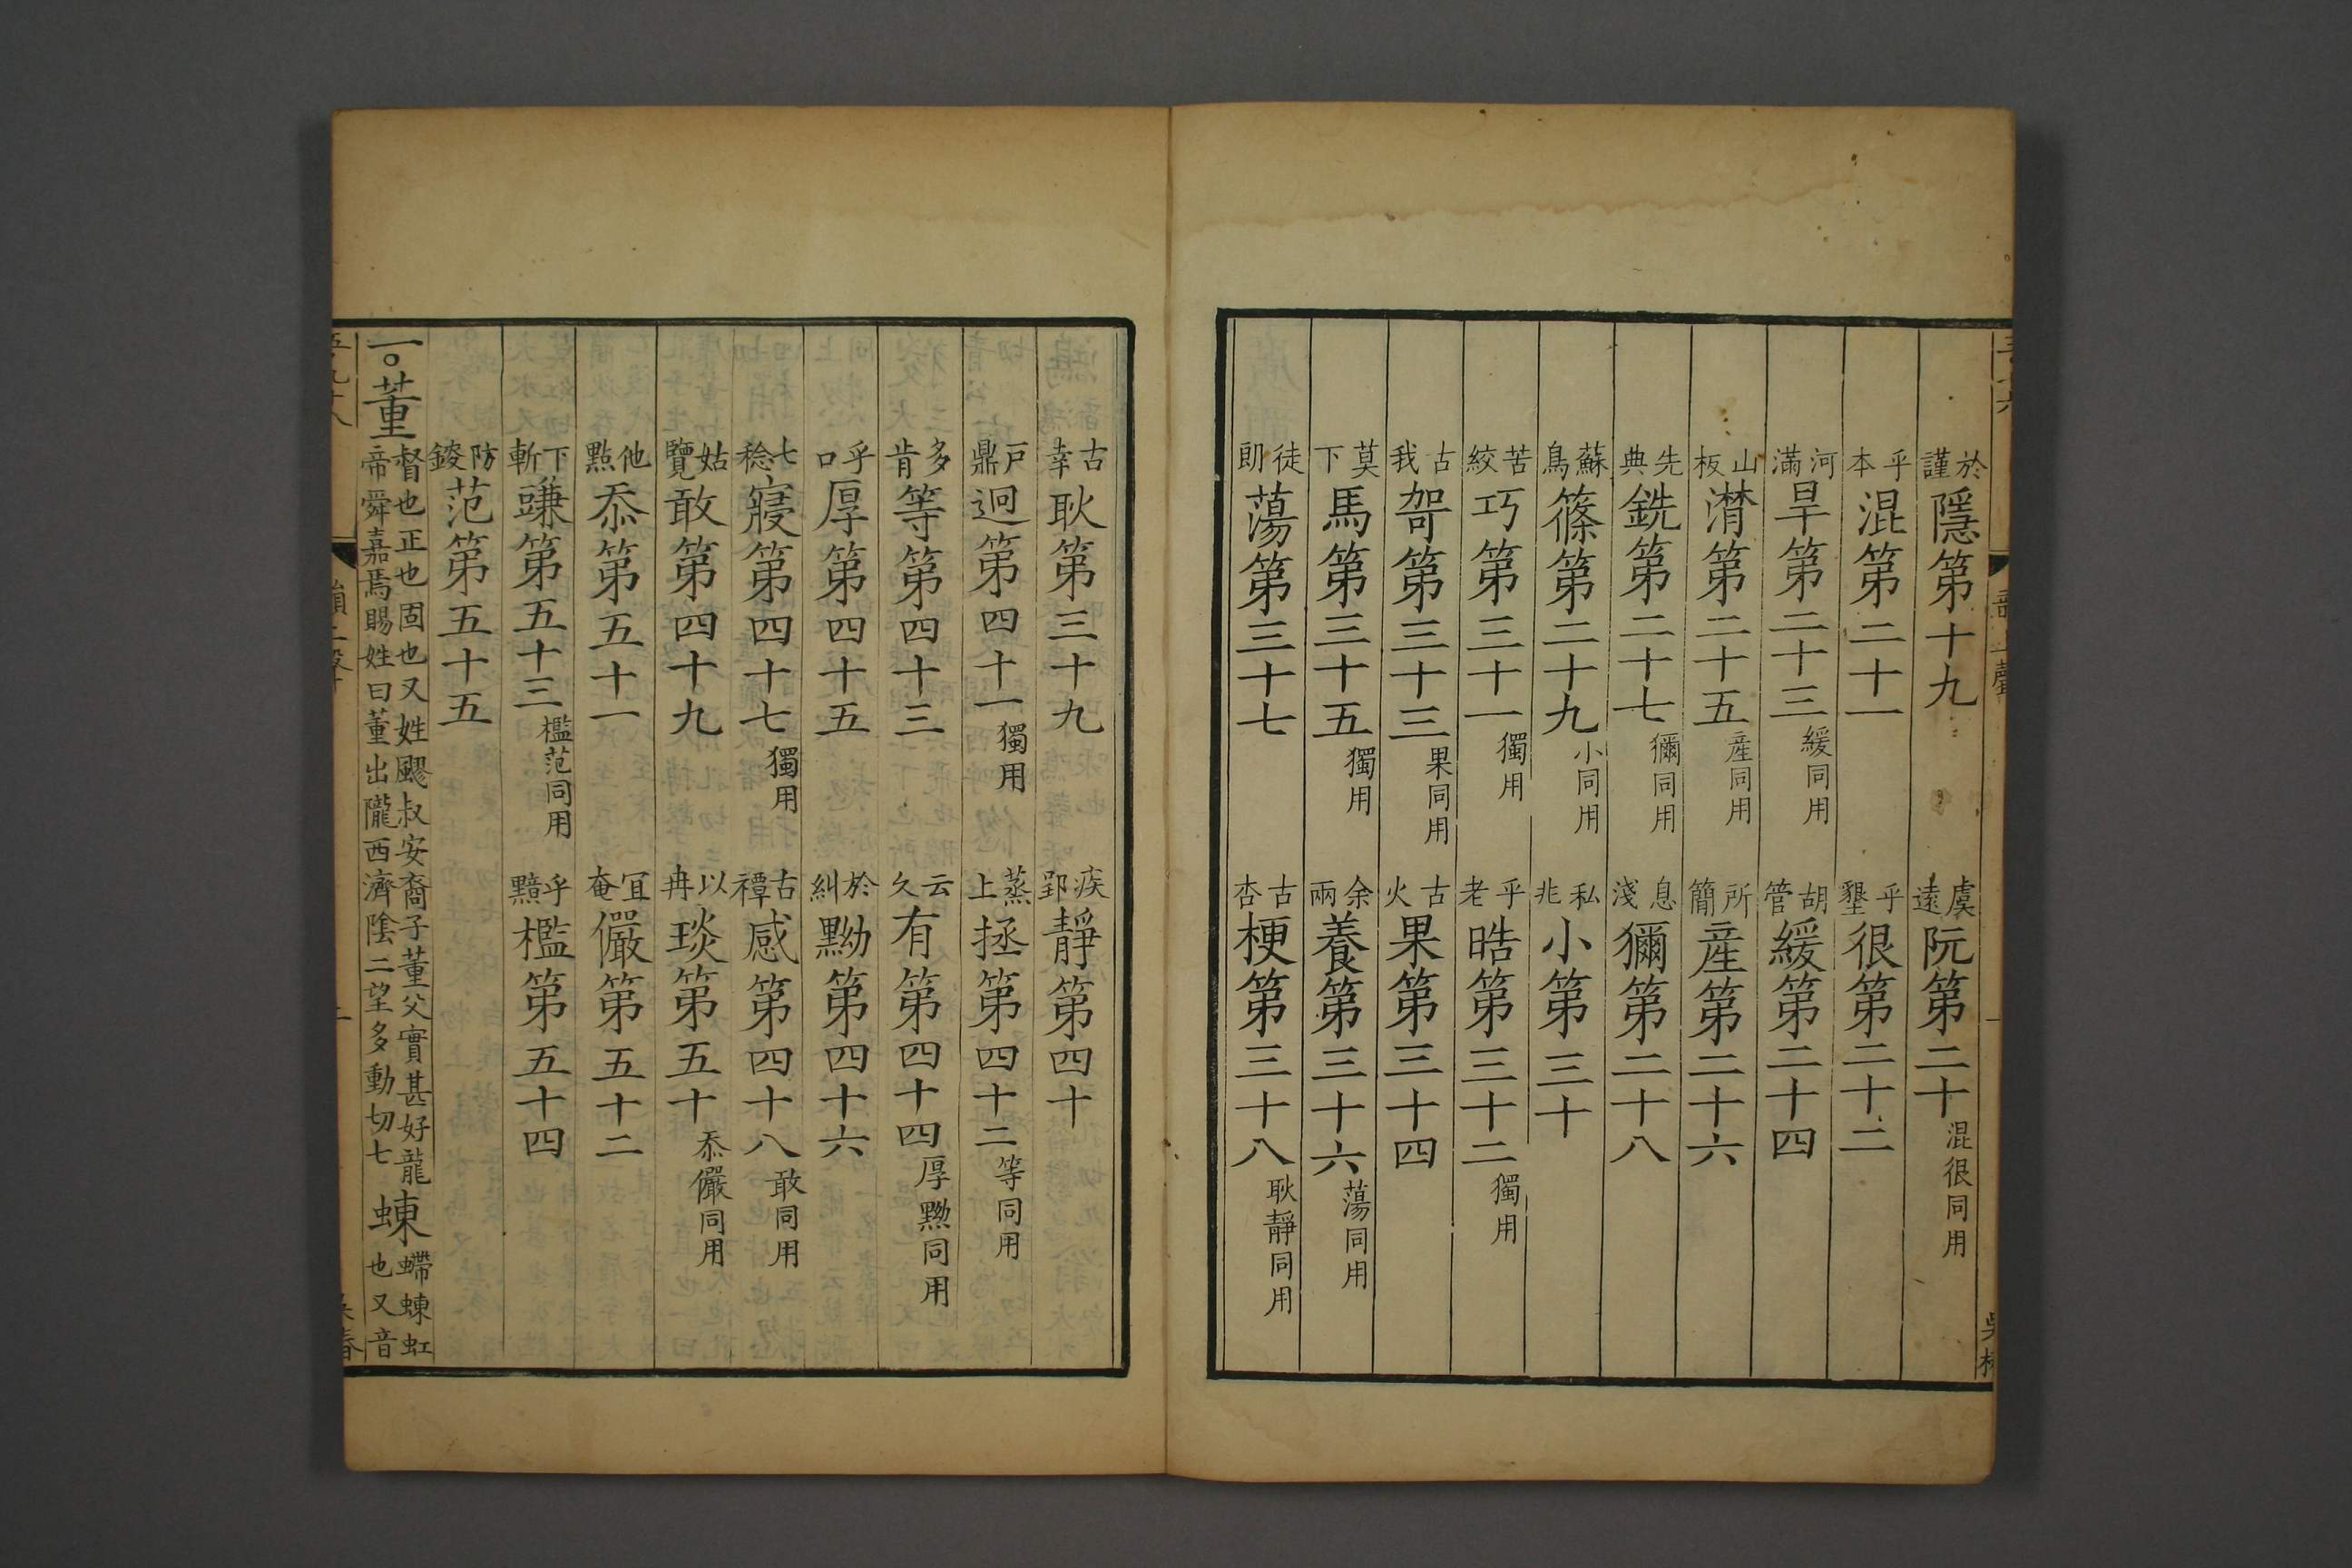 於謹隱第十九　虞遠阮第二十混很同用
乎本混第二十一　乎墾很第二十二
河滿旱第二十三緩同用　胡管緩第二十四
山板潸第二十五産同用　所簡産第二十六
先典銑第二十七獮同用　息淺獮第二十八
蘇鳥篠第二十九小同用　私兆小第三十
苦絞巧第三十一獨用　乎老晧第三十二獨用
古我哿第三十三果同用　古火果第三十四
莫下馬第三十五獨用　余兩養第三十六蕩同用
徒朗蕩第三十七　古杏梗第三十八耿靜同用
古幸耿第三十九　疾郢靜第四十
戶鼎迥第四十一獨用　蒸上拯第四十二等同用
多肯等第四十三　云久有第四十四厚黝同用
乎口厚第四十五　於糾黝第四十六
七稔寑第四十七獨用　古禫感第四十八敢同用
姑覽敢第四十九　以冉琰第五十忝儼同用
他點忝第五十一　冝奄儼第五十二
下斬豏第五十三檻范同用　乎黤檻第五十四
防錽范第五十五
一。董督也正也固也又姓飂叔安裔子董父實甚好龍帝舜嘉焉賜姓曰董出隴西濟陰二望多動切七蝀螮蝀虹也又音